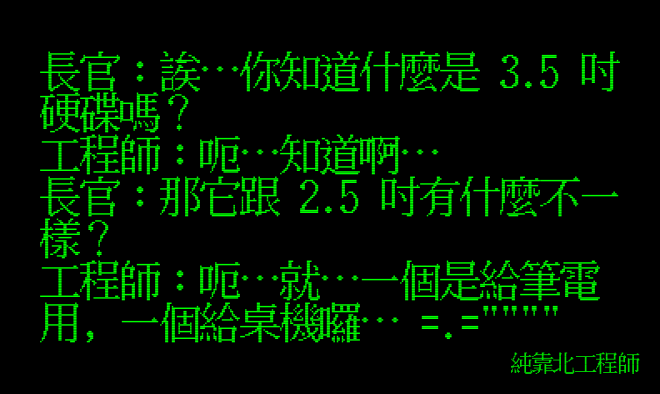 長官：誒…你知道什麼是 3.5 吋
硬碟嗎？
工程師：呃…知道啊…
長官：那它跟 2.5 吋有什麼不一
樣？
工程師：呃…就…一個是給筆電
用，一個給桌機囉… =.=""""
純靠北工程師